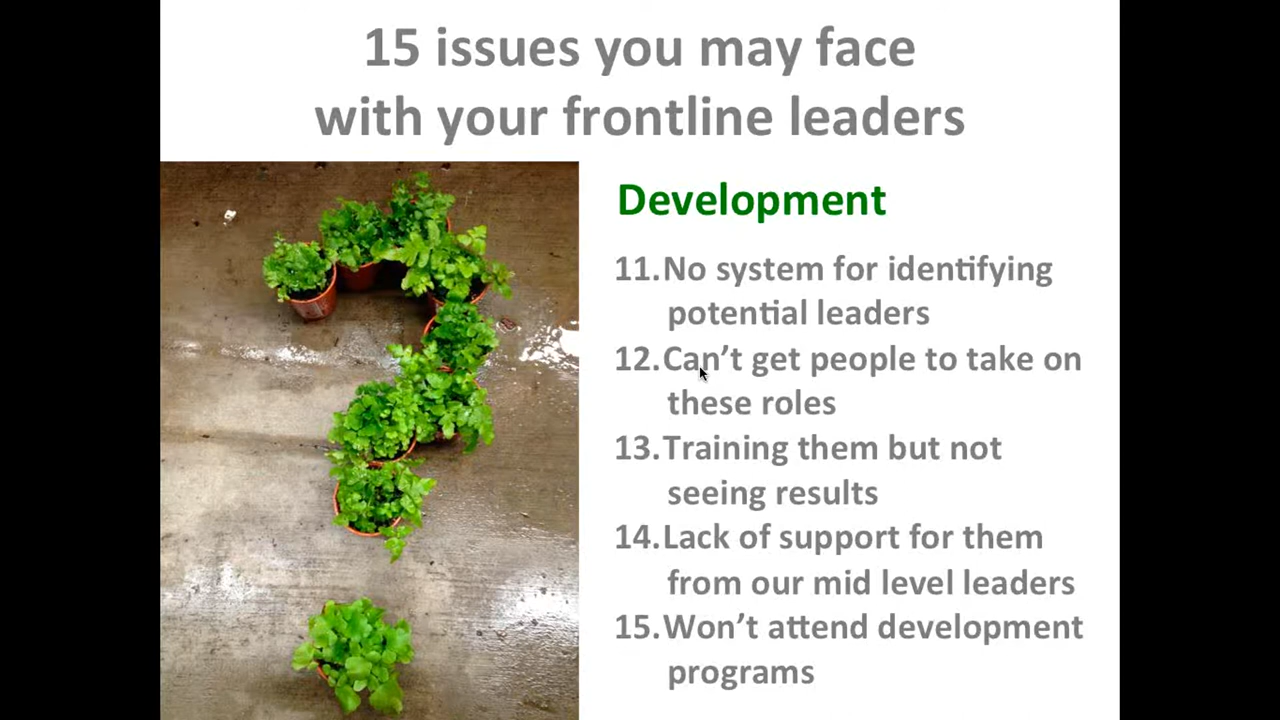 15 issues you may face
with your frontline leaders
Development
11.No system for identifying
potential leaders
12.Can’t get people to take on
these roles
13.Training them but not
seeing results
14.Lack of support for them
from our mid level leaders
15.Won’t attend development
programs